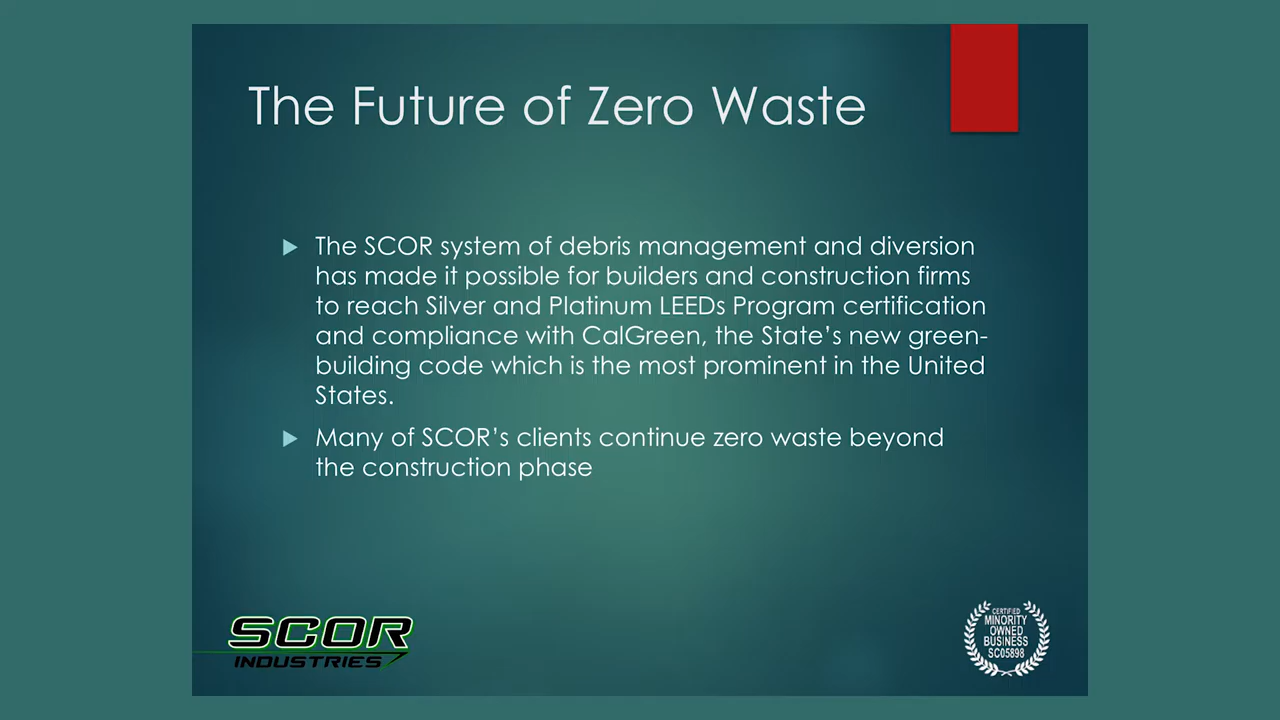 The Future of Zero Waste
The SCOR system of debris management and diversion
has made it possible for builders and construction firms
to reach Silver and Platinum LEEDs Program certification
and compliance with CalGreen, the State’s new green-
building code which is the most prominent in the United
States.
Many of SCOR’s clients continue zero waste beyond
the construction phase
SCOR
INDUSTRIES
CERTIFIED
MINORITY
OWNED
BUSINESS
SC05898